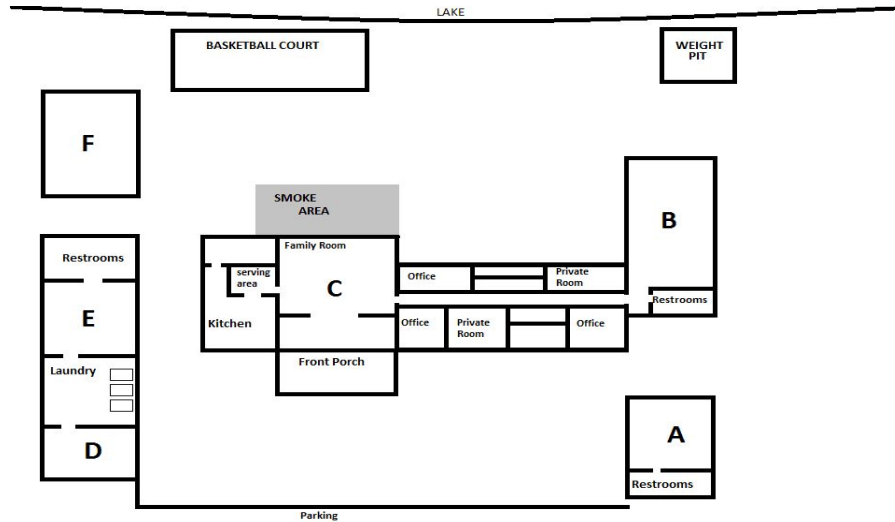 LAKE
BASKETBALL COURT
WEIGHT
PIT
F
SMOKE
AREA
B
Restrooms
Family Room
serving
area
C
Office
Private
Room
Restrooms
E
Kitchen
Office
Private
Room
Office
Laundry
Front Porch
D
A
Restrooms
Parking